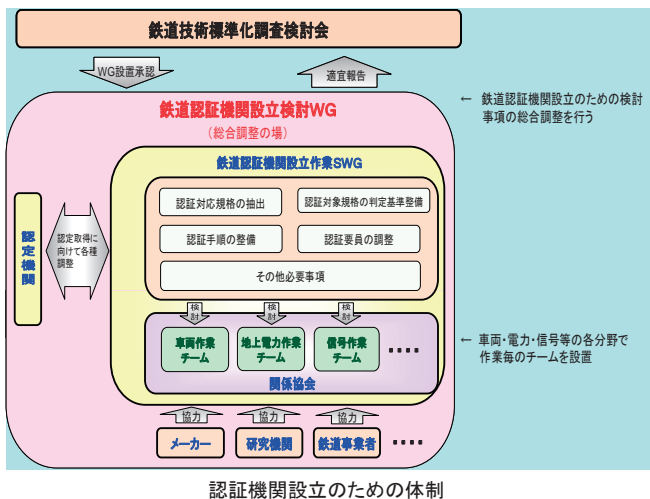 鉄道技術標準化調査検討会
WG設置承認
適宜報告
鉄道認証機関設立検討WG
(総合調整の場)
← 鉄道認証機関設立のための検討
事項の総合調整を行う
鉄道認証機関設立作業SWG
認証対応規格の抽出
認証対象規格の判定基準整備
認証手順の整備
認証要員の調整
その他必要事項
認定機関
認定取得に
向けて各種
調整
検討
検討
検討
車両作業
チーム
地上電力作業
チーム
信号作業
チーム
・・・・
関係協会
← 車両・電力・信号等の各分野で
作業毎のチームを設置
協力
協力
協力
メーカー
研究機関
鉄道事業者
・・・・
認証機関設立のための体制